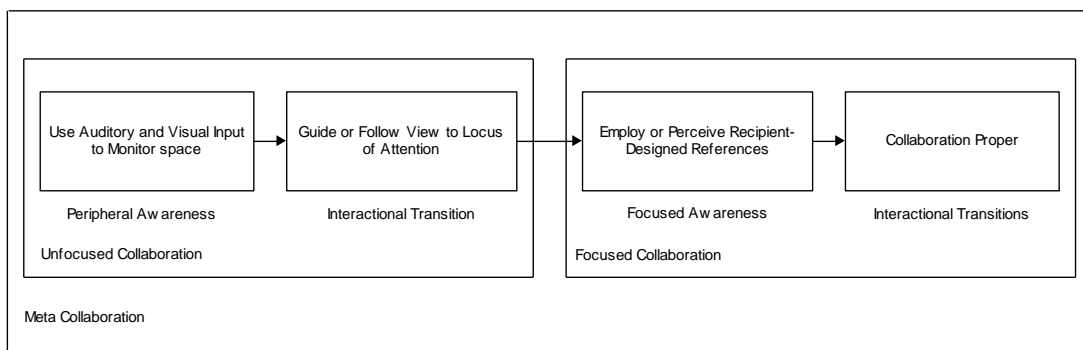 Use Auditory and Visual Input
to Monitor space
Guide or Follow View to Locus
of Attention
Employ or Perceive Recipient-
Designed References
Collaboration Proper
Peripheral Awareness
Interactional Transition
Focused Awareness
Interactional Transitions
Unfocused Collaboration
Focused Collaboration
Meta Collaboration